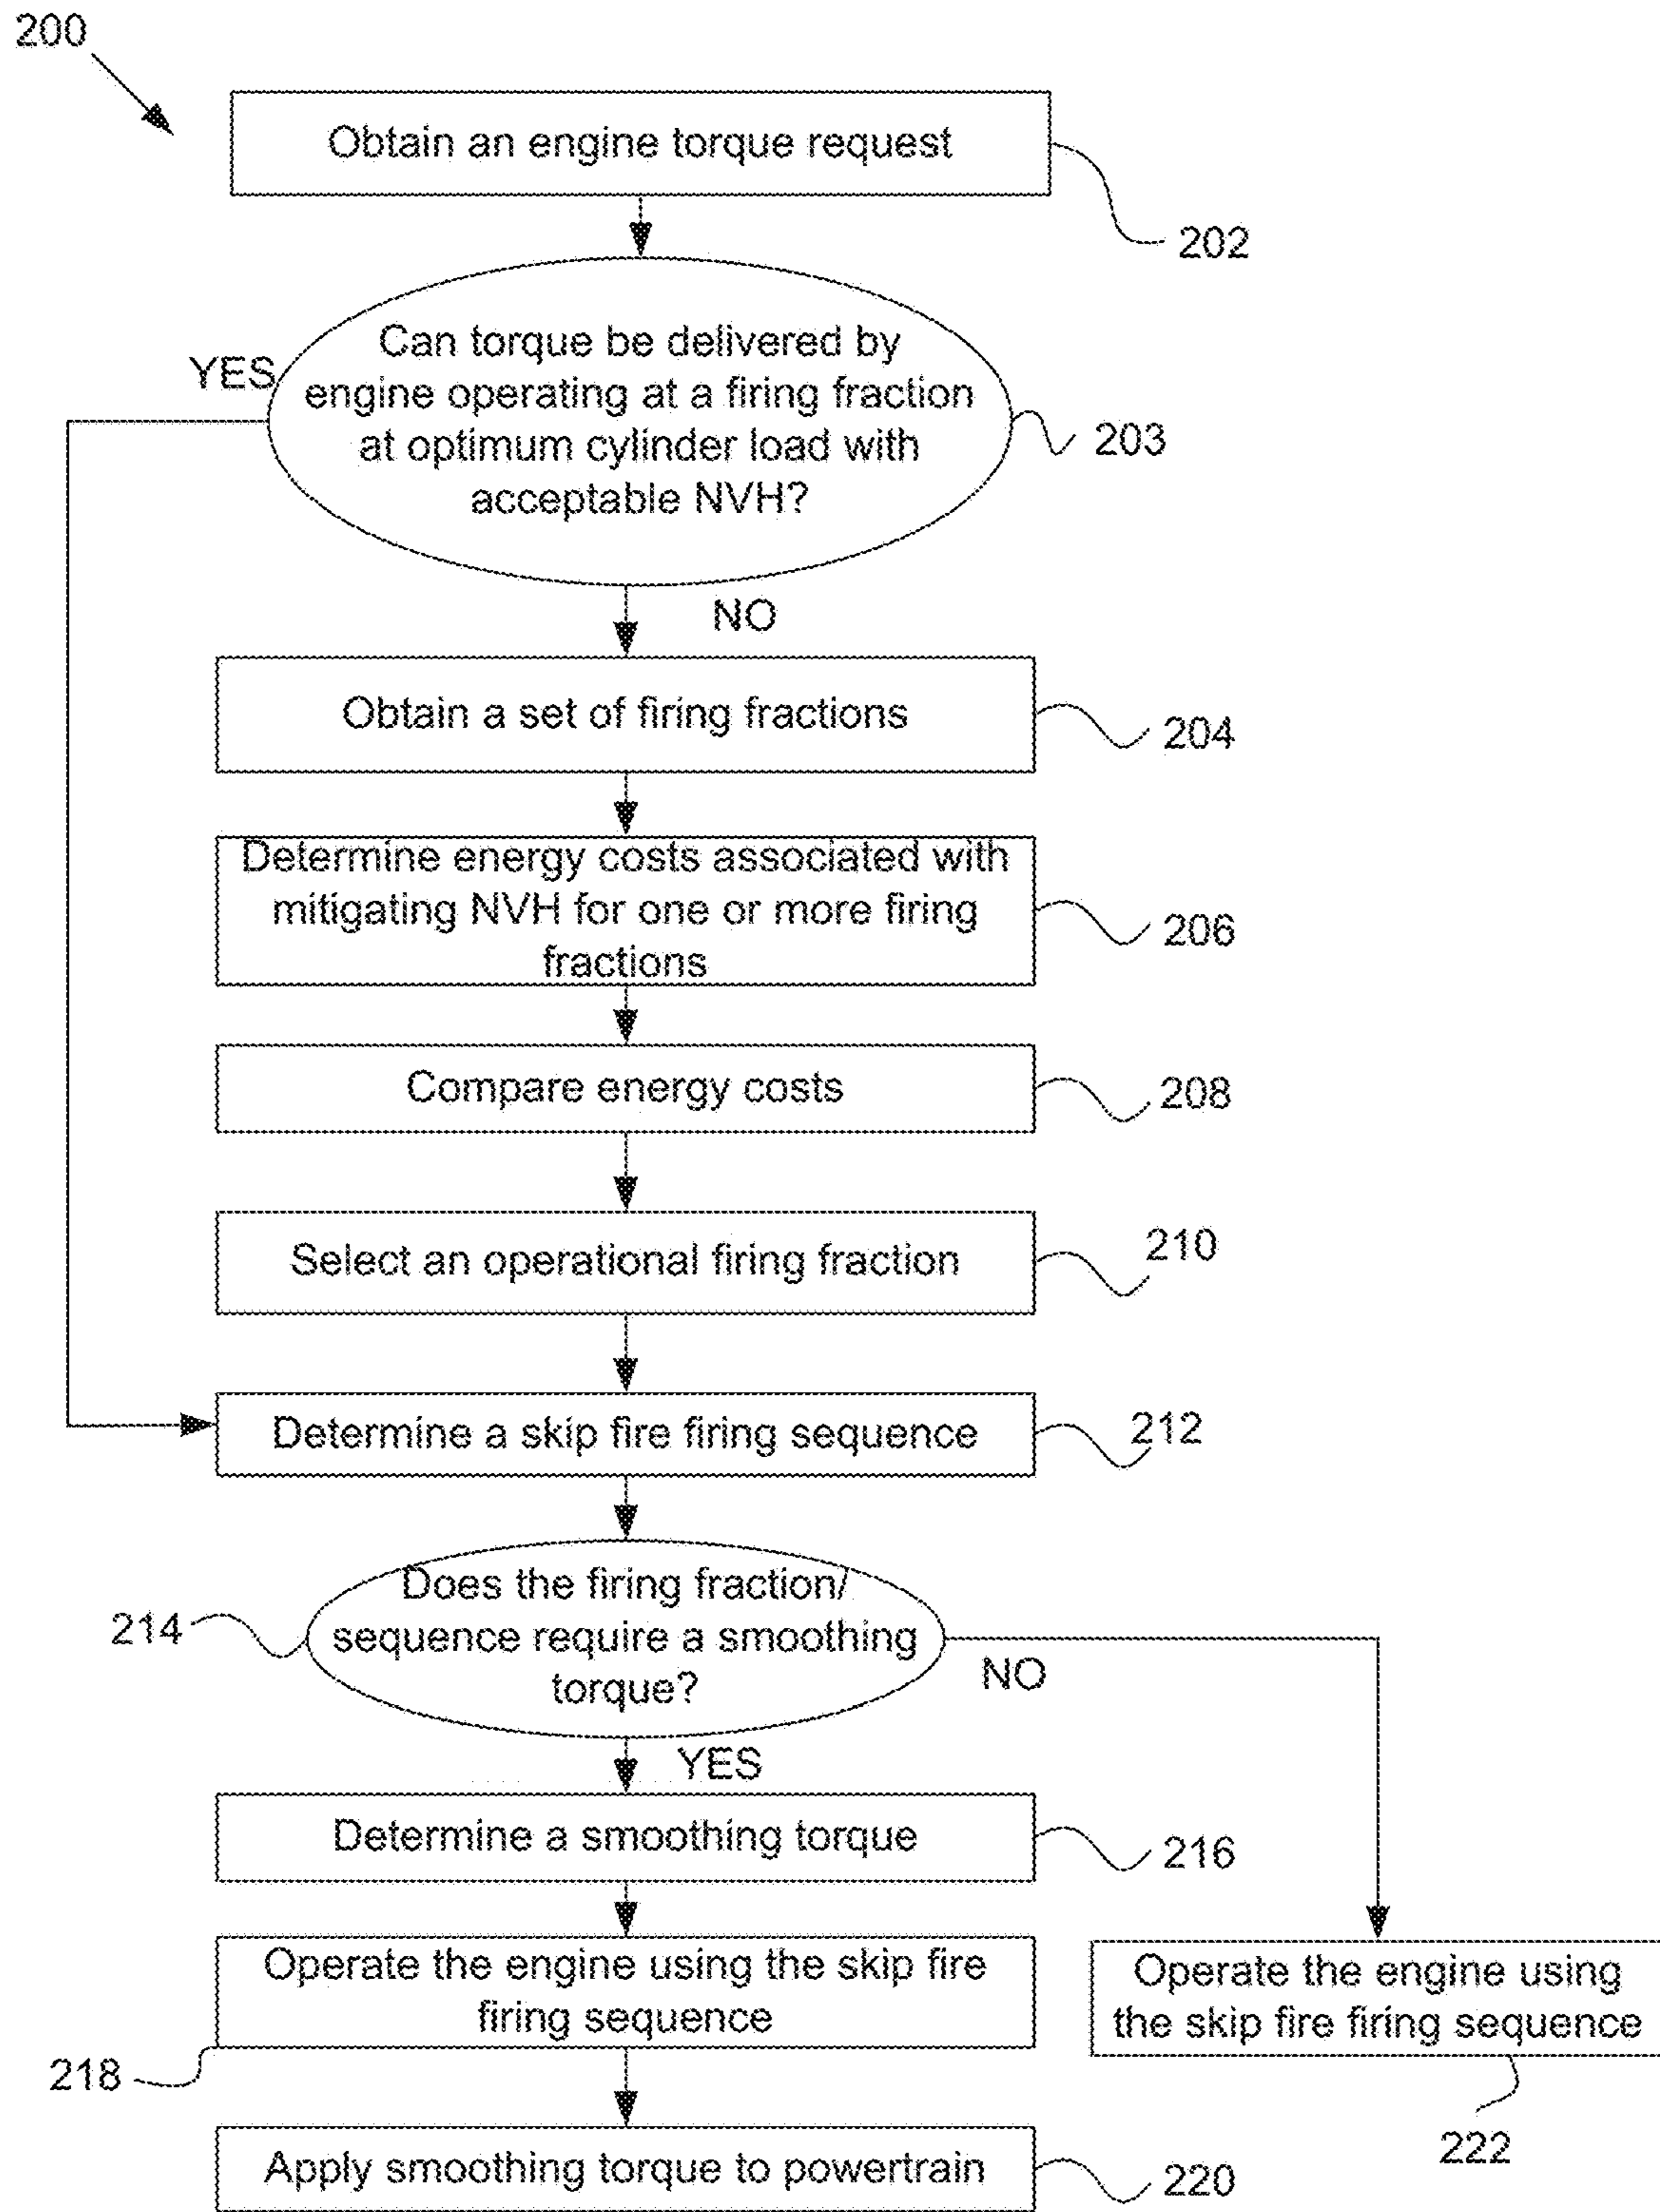 200
Obtain an engine torque request
202
Can torque be delivered by
engine operating at a firing fraction
at optimum cylinder load with
acceptable NVH?
YES
203
NO
Obtain a set of firing fractions
204
Determine energy costs associated with
mitigating NVH for one or more firing
fractions
206
Compare energy costs
208
Select an operational firing fraction
210
Determine a skip fire firing sequence
212
Does the firing fraction/
sequence require a smoothing
torque?
214
NO
YES
Determine a smoothing torque
216
Operate the engine using the skip fire
firing sequence
218
Operate the engine using
the skip fire firing sequence
222
Apply smoothing torque to powertrain
220